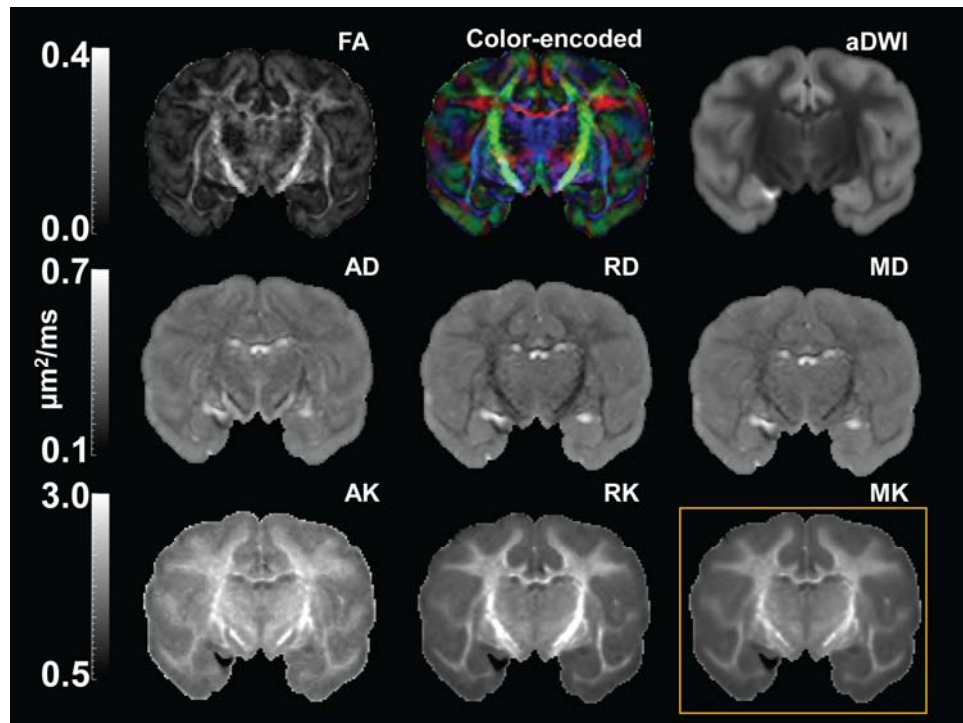 FA
Color-encoded
aDWI
0.4
0.0
AD
RD
MD
0.7
µm²/ms
0.1
AK
RK
MK
3.0
0.5